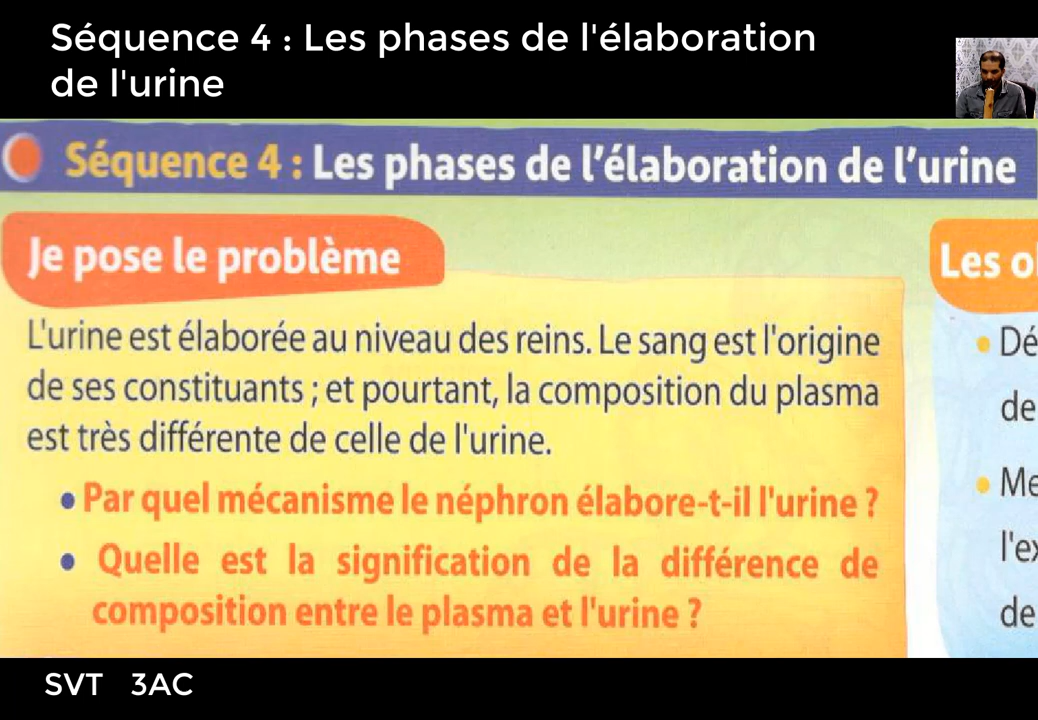 Séquence 4 : Les phases de l'élaboration
de l'urine
Séquence 4 : Les phases de l'élaboration de l'urine
Je pose le problème
L'urine est élaborée au niveau des reins. Le sang est l'origine
de ses constituants ; et pourtant, la composition du plasma
est très différente de celle de l'urine.
• Par quel mécanisme le néphron élabore-t-il l'urine ?
• Quelle est la signification de la différence de
composition entre le plasma et l'urine ?
Les
de
de
SVT 3AC